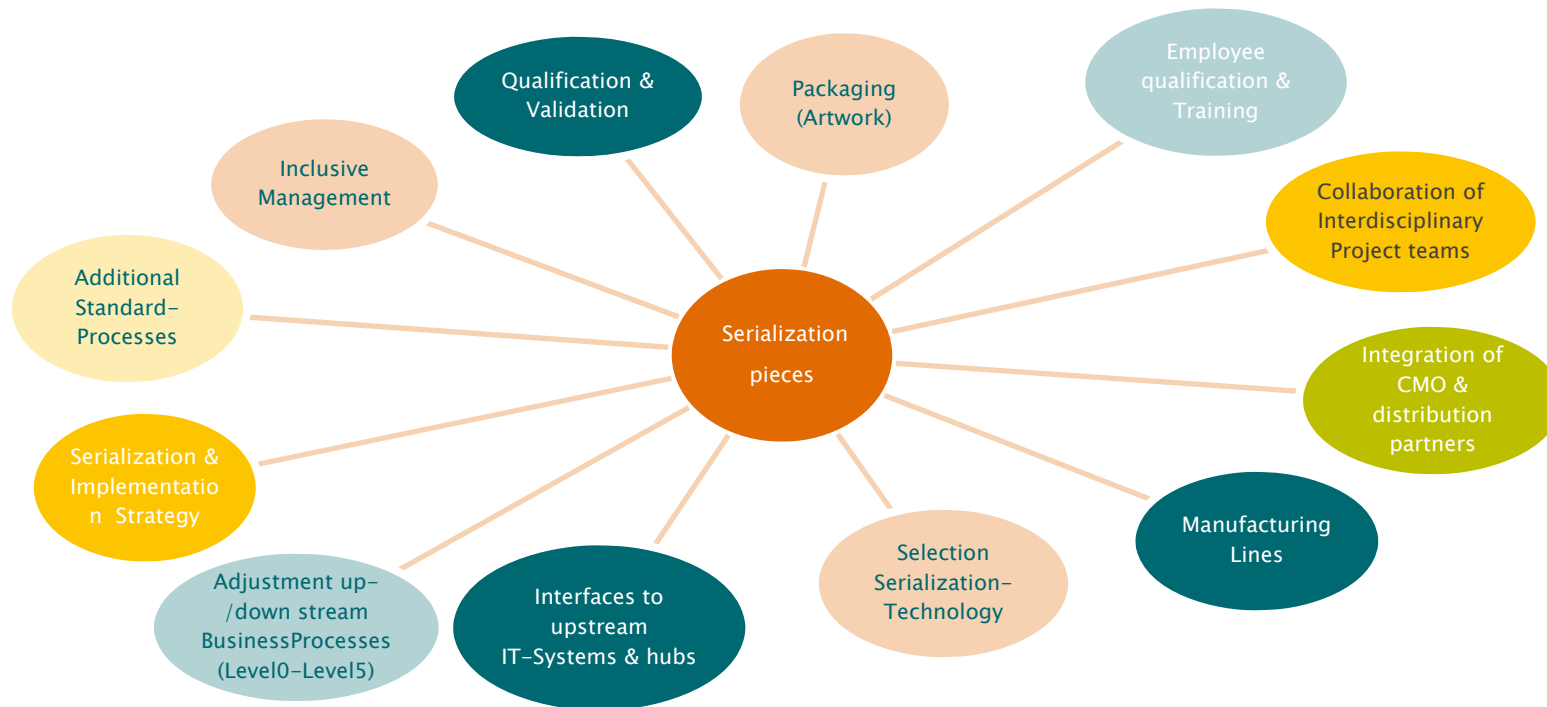 Qualification &
Validation
Packaging
(Artwork)
Employee
qualification &
Training
Inclusive
Management
Collaboration of
Interdisciplinary
Project teams
Additional
Standard-
Processes
Serialization
pieces
Integration of
CMO &
distribution
partners
Serialization &
Implementatio
n Strategy
Manufacturing
Lines
Selection
Serialization-
Technology
Adjustment up-
/down stream
BusinessProcesses
(Level0-Level5)
Interfaces to
upstream
IT-Systems & hubs